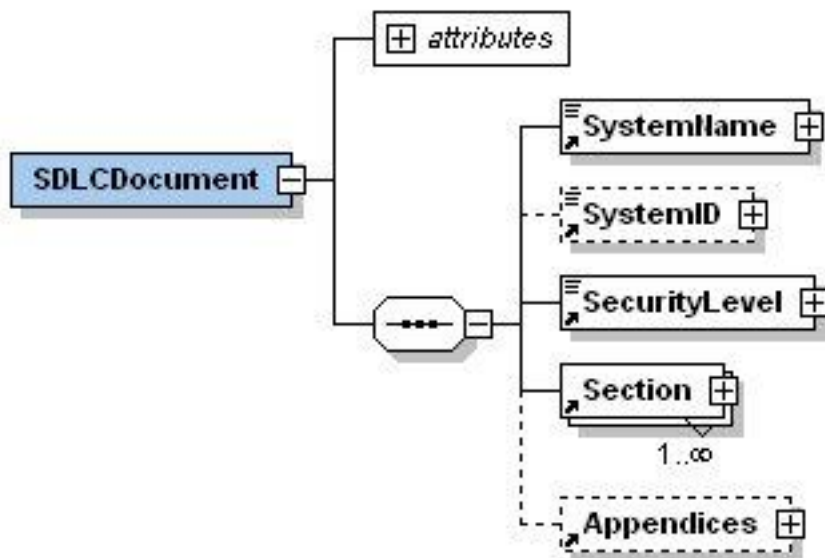 attributes
SystemName
SDLCDocument
SystemID
SecurityLevel
Section
1..∞
Appendices